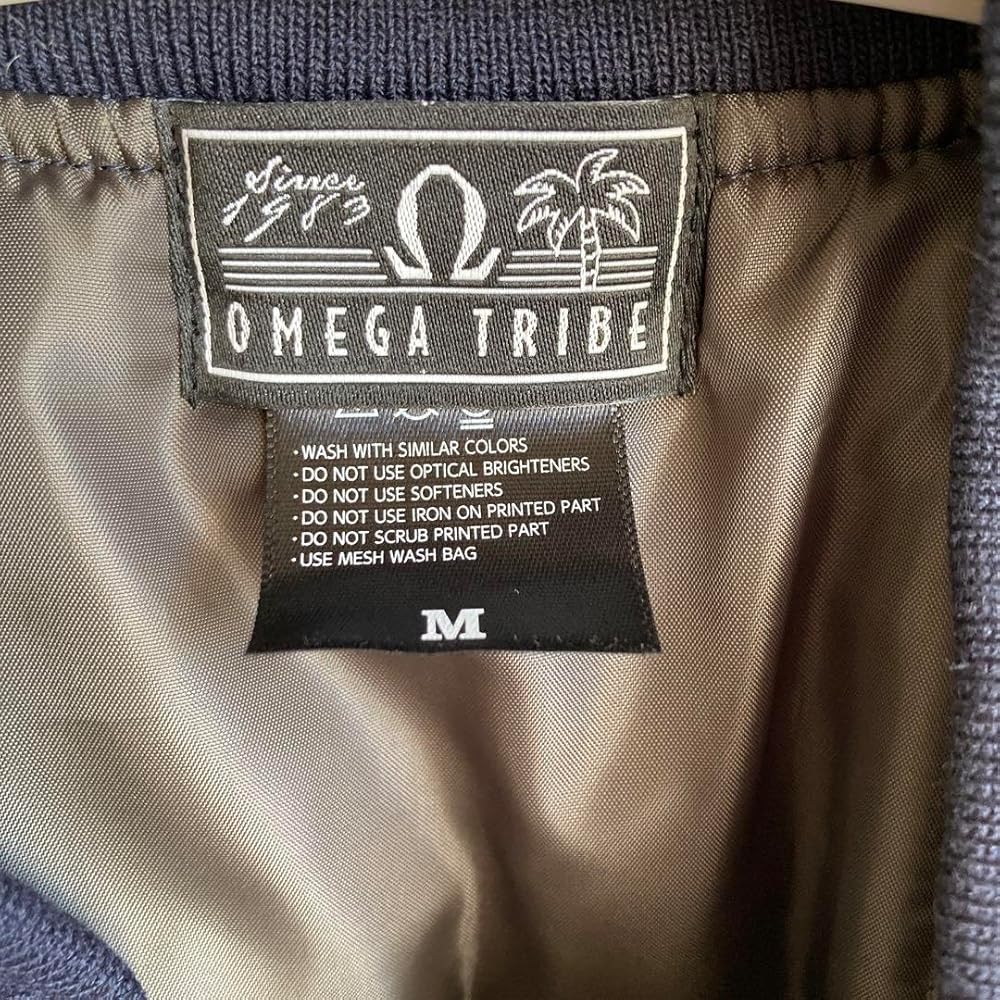 Since
1983
Ω
OMEGA TRIBE
・WASH WITH SIMILAR COLORS
・DO NOT USE OPTICAL BRIGHTENERS
・DO NOT USE SOFTENERS
・DO NOT USE IRON ON PRINTED PART
・DO NOT SCRUB PRINTED PART
・USE MESH WASH BAG
M